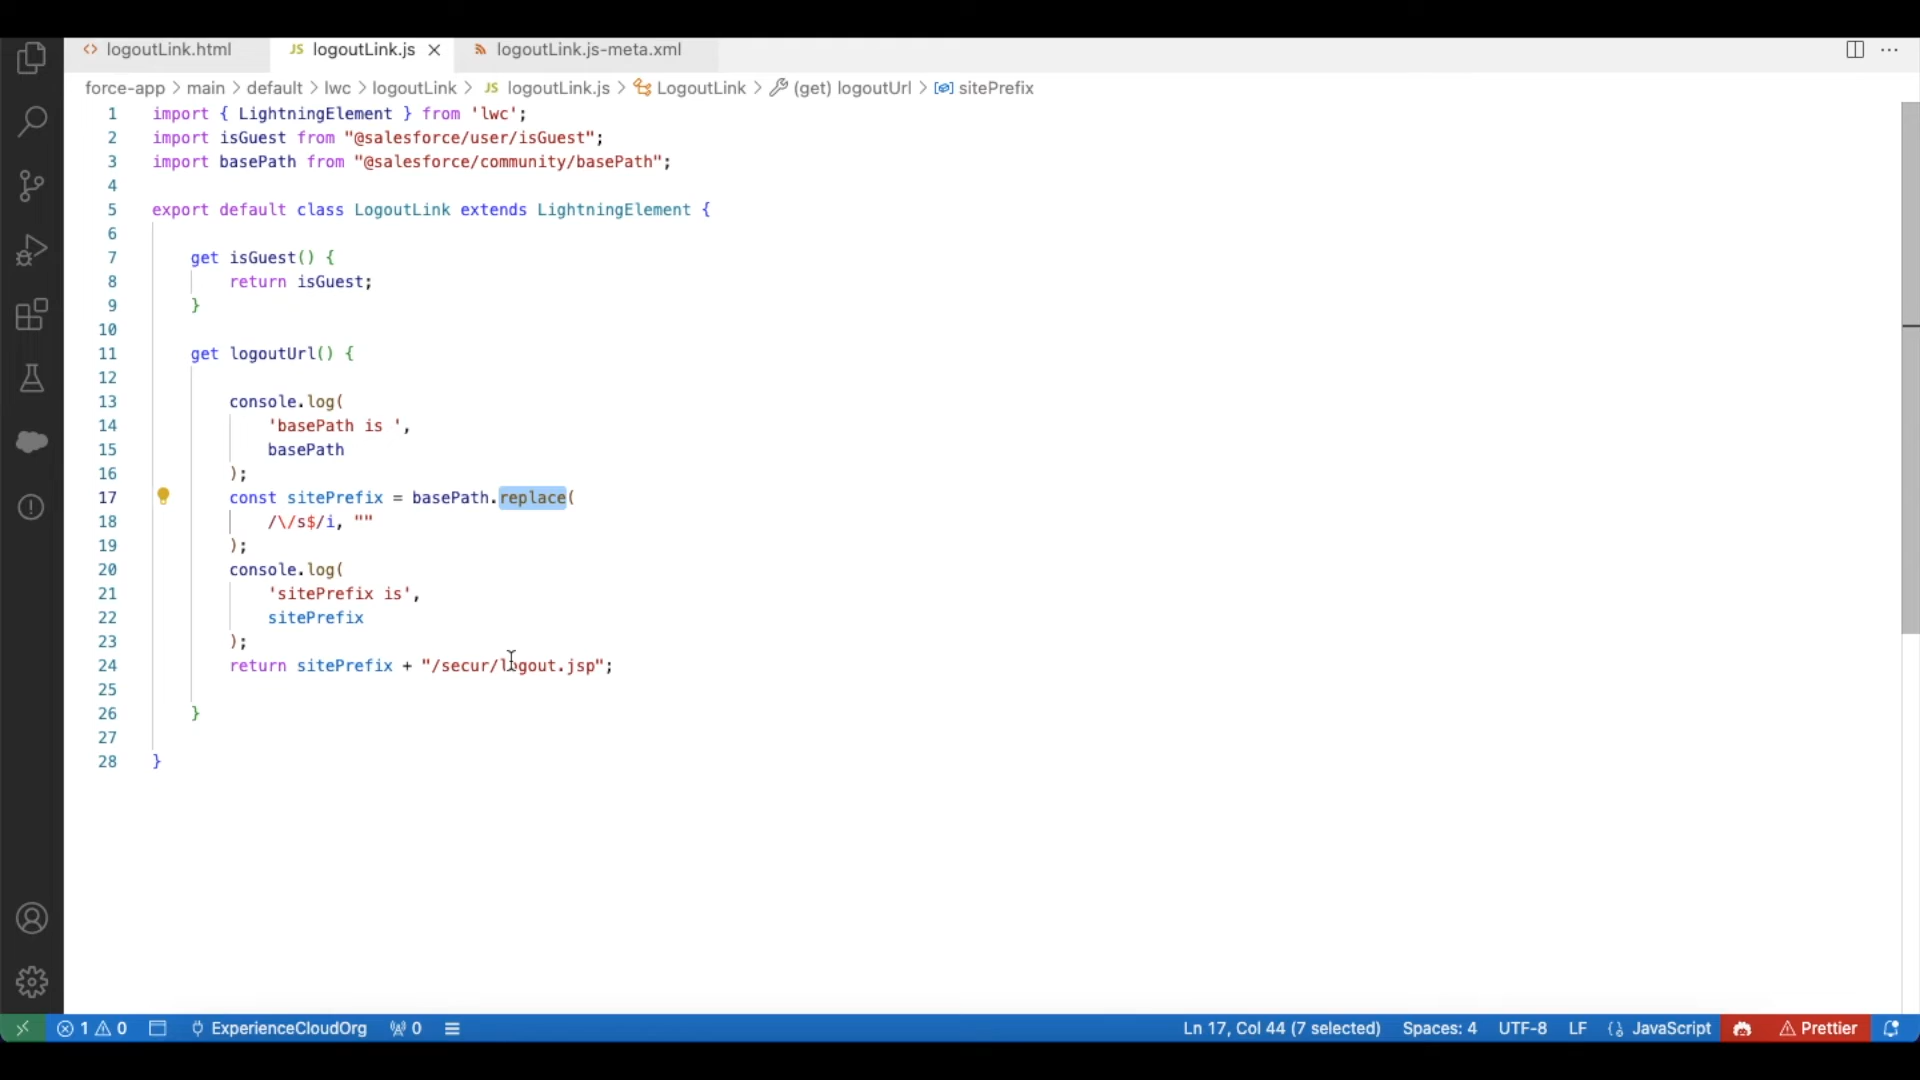 logoutLink.html JS logoutLink.js logoutLink.js-meta.xml
force-app > main > default > lwc > logoutLink > JS logoutLink.js > LogoutLink > (get) logoutUrl > sitePrefix
1 import { LightningElement } from 'lwc';
2 import isGuest from "@salesforce/user/isGuest";
3 import basePath from "@salesforce/community/basePath";
4
5 export default class LogoutLink extends LightningElement {
6
7 get isGuest() {
8 return isGuest;
9 }
10
11 get logoutUrl() {
12
13 console.log(
14 'basePath is ',
15 basePath
16 );
17 const sitePrefix = basePath.replace(
18 /\/s$/i, ""
19 );
20 console.log(
21 'sitePrefix is',
22 sitePrefix
23 );
24 return sitePrefix + "/secur/logout.jsp";
25
26 }
27
28 }
1 0 ExperienceCloudOrg 0 Ln 17, Col 44 (7 selected) Spaces: 4 UTF-8 LF JavaScript Prettier